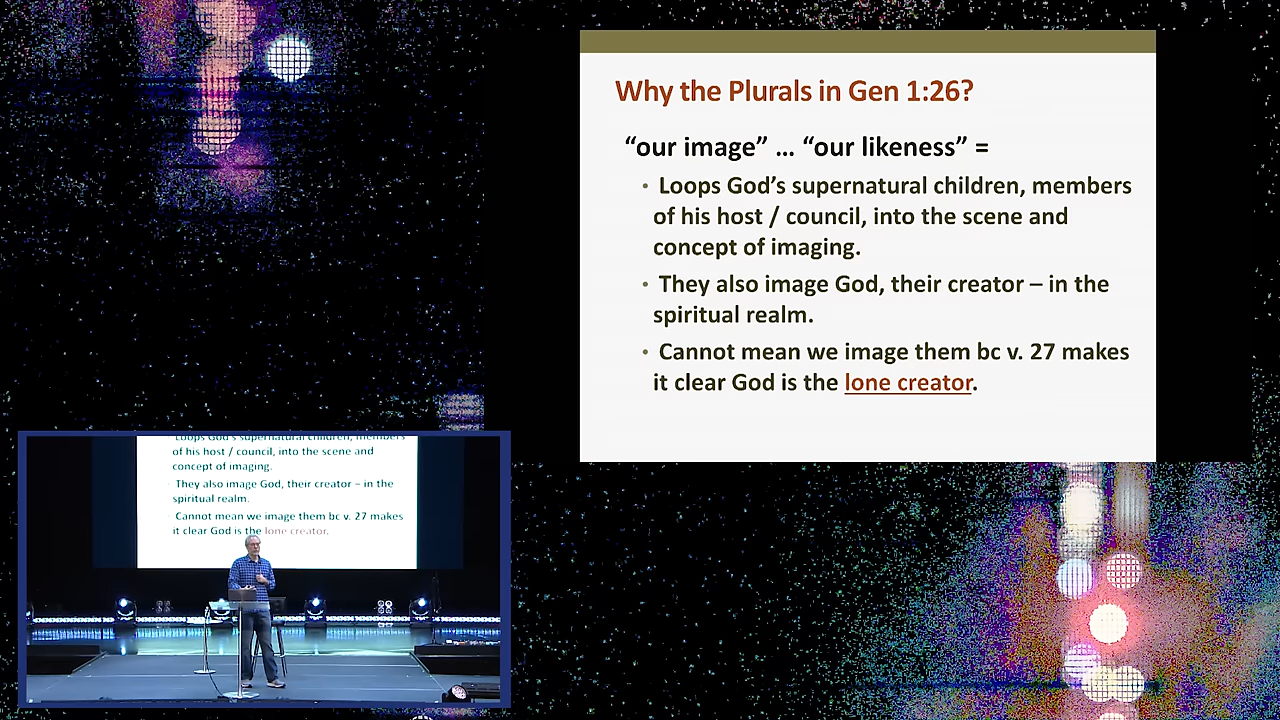 Why the Plurals in Gen 1:26?
“our image” … “our likeness” =
• Loops God’s supernatural children, members
of his host / council, into the scene and
concept of imaging.
• They also image God, their creator – in the
spiritual realm.
• Cannot mean we image them bc v. 27 makes
it clear God is the lone creator.
Loops God's supernatural children, members
of his host / council, into the scene and
concept of imaging.
They also image God, their creator – in the
spiritual realm.
Cannot mean we image them bc v. 27 makes
it clear God is the lone creator.